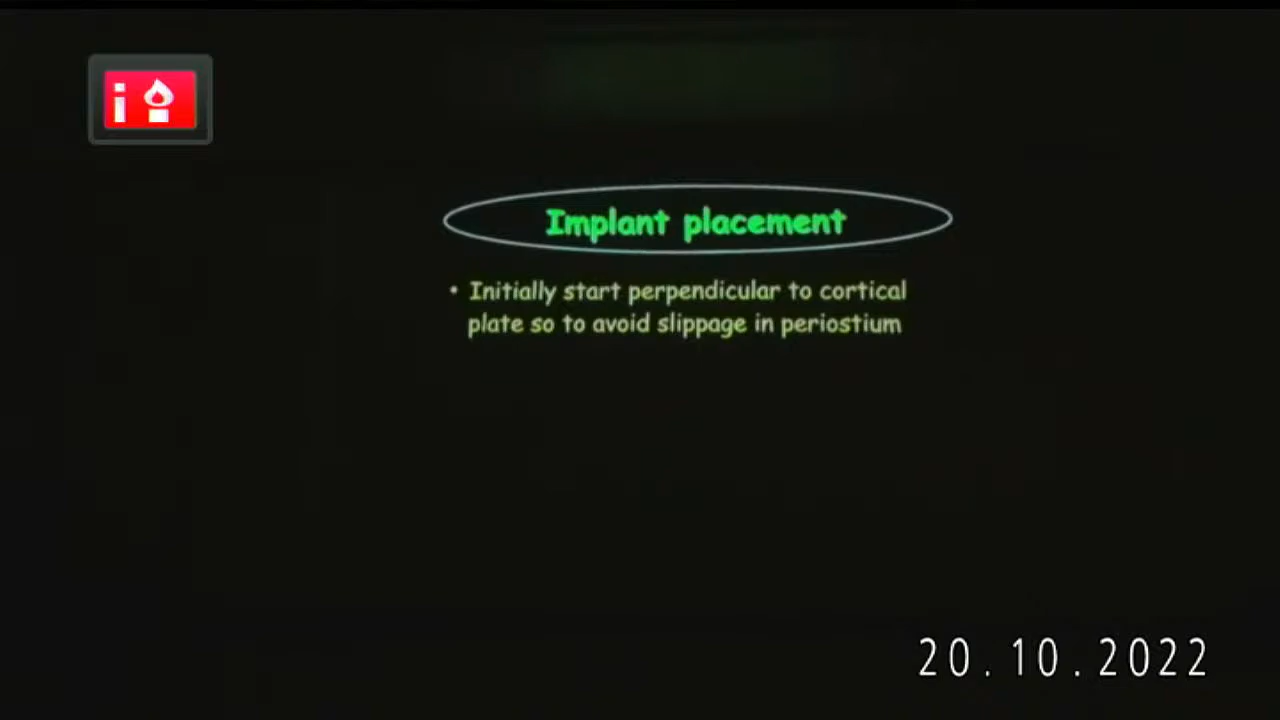 i
Implant placement
• Initially start perpendicular to cortical
plate so to avoid slippage in periostium
20.10.2022